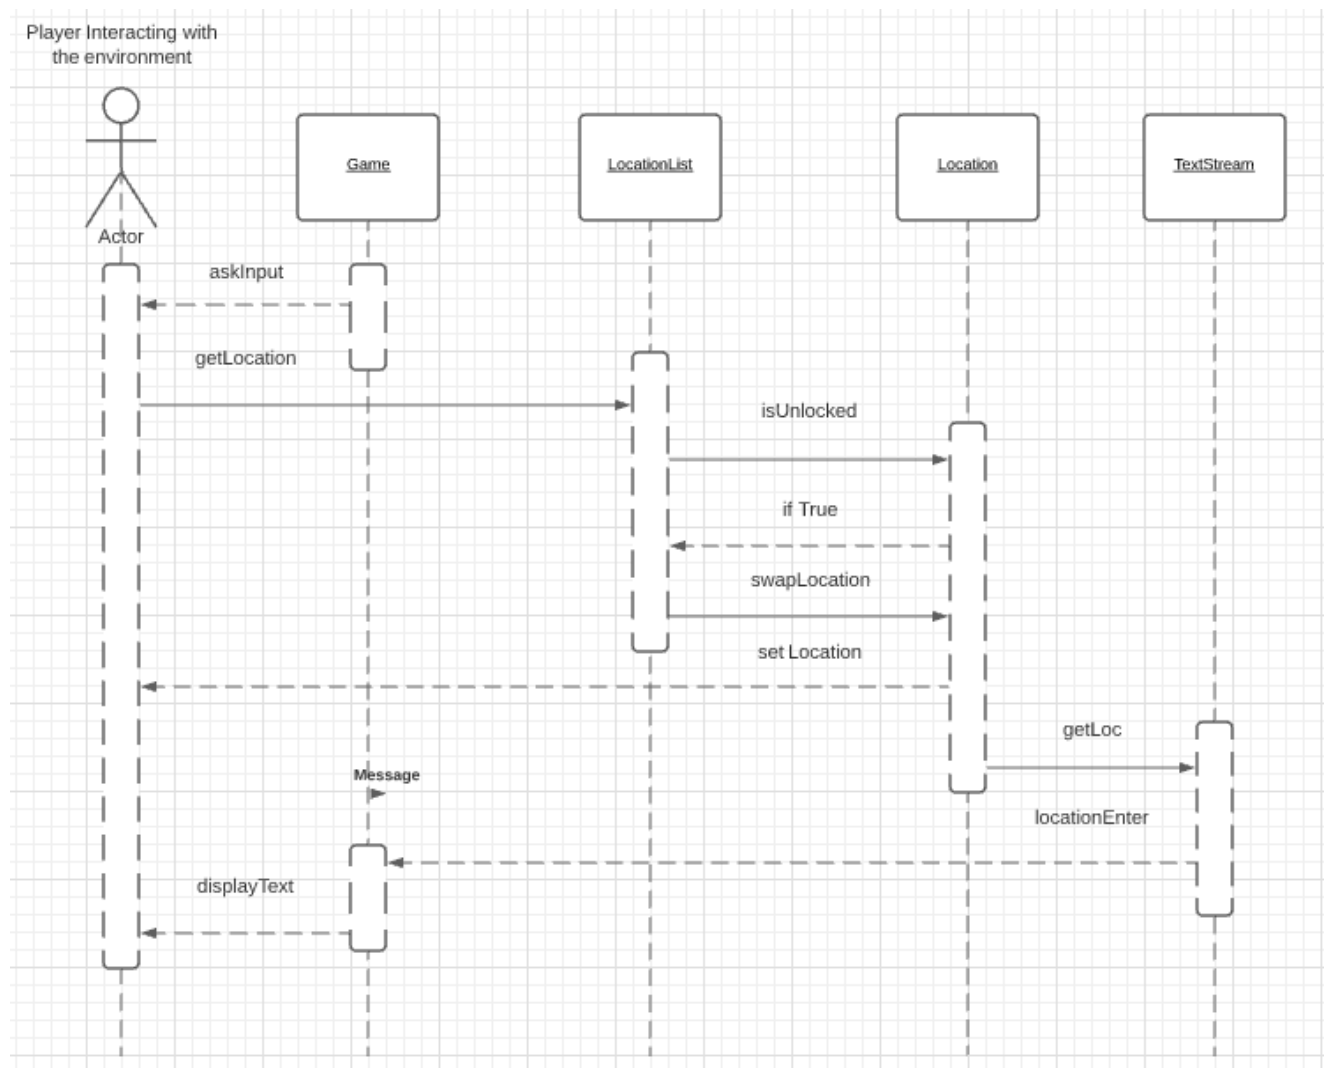 Player Interacting with
the environment
Game
LocationList
Location
TextStream
Actor
askInput
getLocation
isUnlocked
if True
swapLocation
set Location
getLoc
Message
locationEnter
displayText